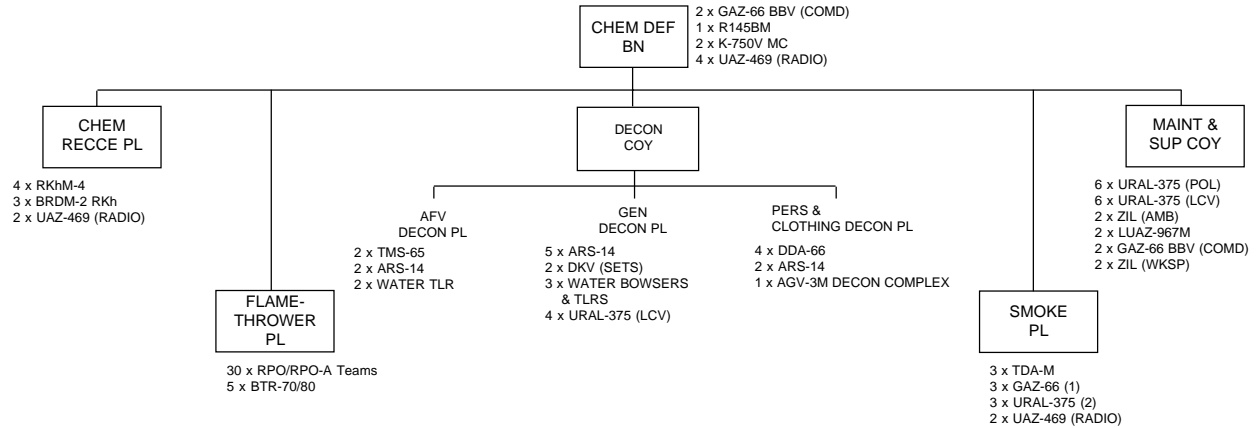 CHEM DEF
BN
2 x GAZ-66 BBV (COMD)
1 x R145BM
2 x K-750V MC
4 x UAZ-469 (RADIO)
CHEM
RECCE PL
4 x RKhM-4
3 x BRDM-2 RKh
2 x UAZ-469 (RADIO)
FLAME-
THROWER
PL
30 x RPO/RPO-A Teams
5 x BTR-70/80
DECON
COY
AFV
DECON PL
2 x TMS-65
2 x ARS-14
2 x WATER TLR
GEN
DECON PL
5 x ARS-14
2 x DKV (SETS)
3 x WATER BOWSERS
& TLRS
4 x URAL-375 (LCV)
PERS &
CLOTHING DECON PL
4 x DDA-66
2 x ARS-14
1 x AGV-3M DECON COMPLEX
SMOKE
PL
3 x TDA-M
3 x GAZ-66 (1)
3 x URAL-375 (2)
2 x UAZ-469 (RADIO)
MAINT &
SUP COY
6 x URAL-375 (POL)
6 x URAL-375 (LCV)
2 x ZIL (AMB)
2 x LUAZ-967M
2 x GAZ-66 BBV (COMD)
2 x ZIL (WKSP)